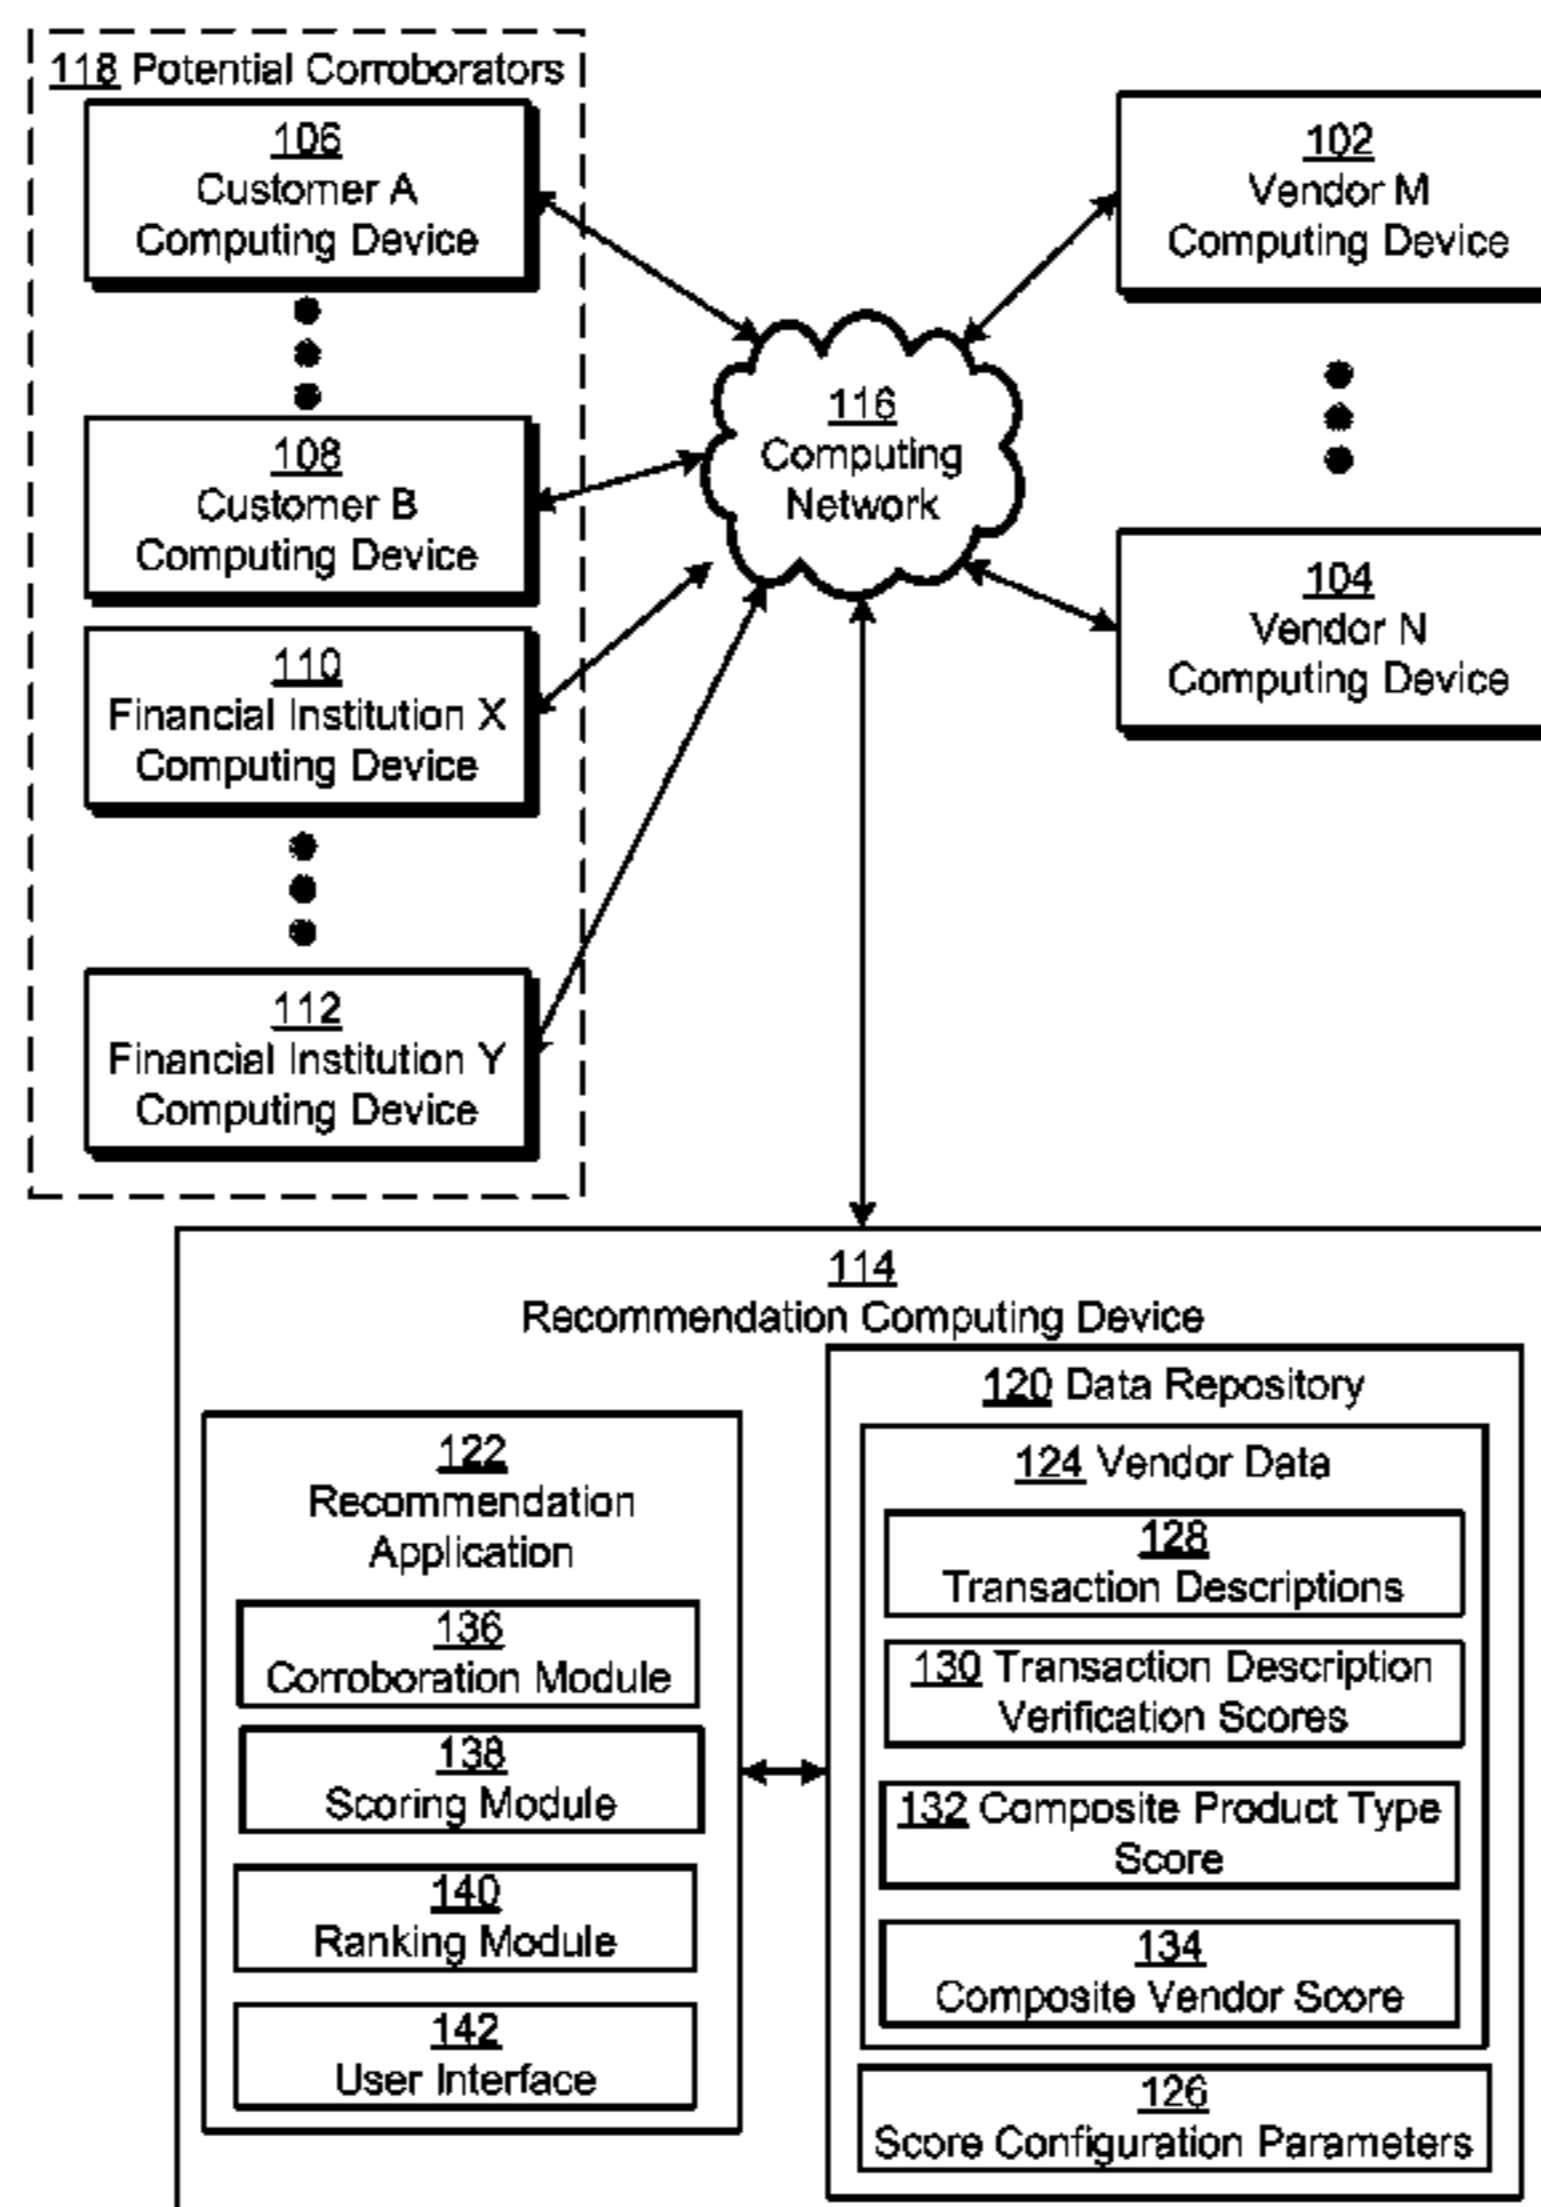 118 Potential Corroborators
106
Customer A
Computing Device
108
Customer B
Computing Device
110
Financial Institution X
Computing Device
112
Financial Institution Y
Computing Device
116
Computing
Network
102
Vendor M
Computing Device
104
Vendor N
Computing Device
114
Recommendation Computing Device
122
Recommendation
Application
136
Corroboration Module
138
Scoring Module
140
Ranking Module
142
User Interface
120 Data Repository
124 Vendor Data
128
Transaction Descriptions
130 Transaction Description
Verification Scores
132 Composite Product Type
Score
134
Composite Vendor Score
126
Score Configuration Parameters